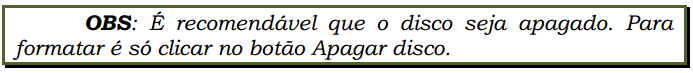 OBS: É recomendável que o disco seja apagado. Para
formatar é só clicar no botão Apagar disco.